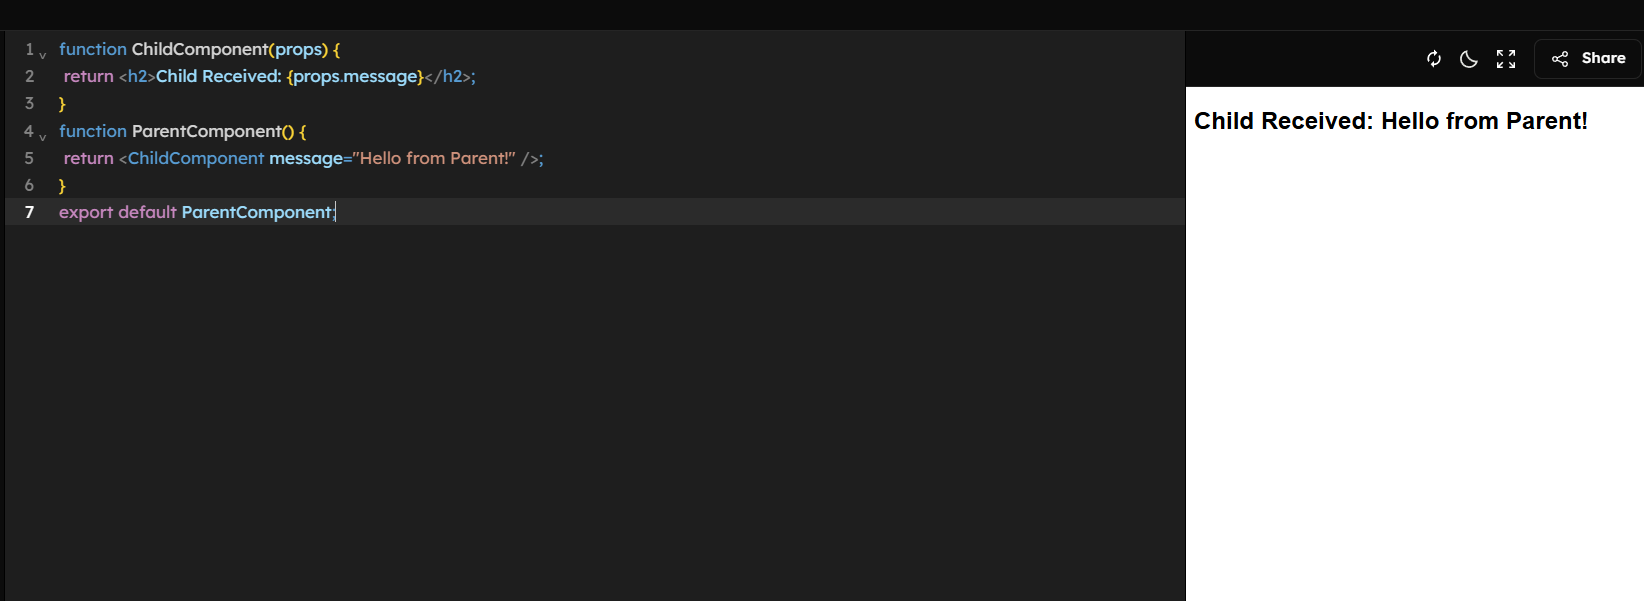 1 function ChildComponent(props) {
2 return <h2>Child Received: {props.message}</h2>;
3 }
4 function ParentComponent() {
5 return <ChildComponent message="Hello from Parent!" />;
6 }
7 export default ParentComponent;
Share
Child Received: Hello from Parent!